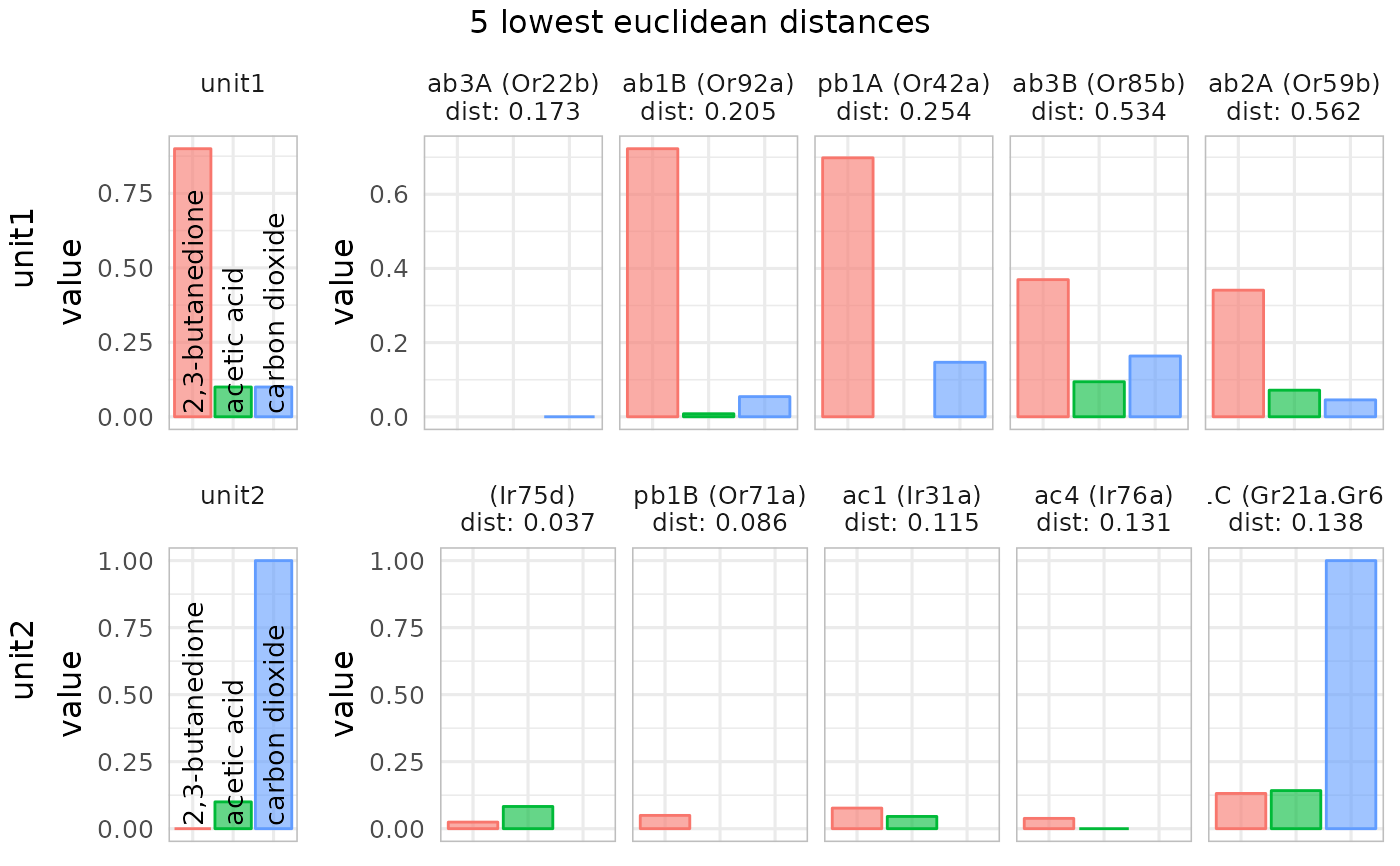 5 lowest euclidean distances
unit1
ab3A (Or22b)
dist: 0.173
ab1B (Or92a)
dist: 0.205
pb1A (Or42a)
dist: 0.254
ab3B (Or85b)
dist: 0.534
ab2A (Or59b)
dist: 0.562
unit1
value
0.75
0.50
0.25
0.00
2,3-butanedione
acetic acid
carbon dioxide
value
0.6
0.4
0.2
0.0
unit2
(Ir75d)
dist: 0.037
pb1B (Or71a)
dist: 0.086
ac1 (Ir31a)
dist: 0.115
ac4 (Ir76a)
dist: 0.131
.C (Gr21a.Gr6
dist: 0.138
unit2
value
1.00
0.75
0.50
0.25
0.00
2,3-butanedione
acetic acid
carbon dioxide
value
1.00
0.75
0.50
0.25
0.00